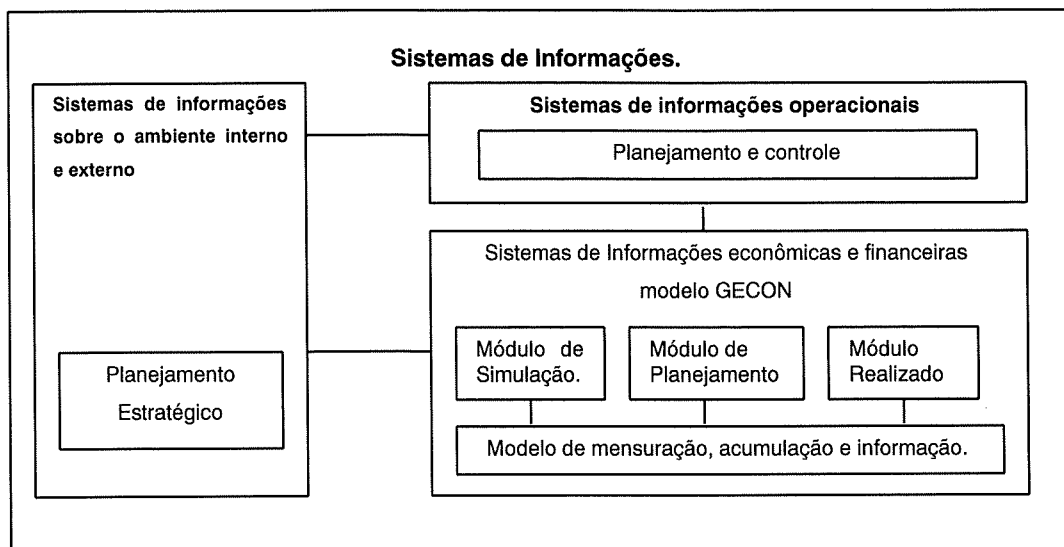 Sistemas de Informações.
Sistemas de informações
sobre o ambiente interno
e externo
Planejamento
Estratégico
Sistemas de informações operacionais
Planejamento e controle
Sistemas de Informações econômicas e financeiras
modelo GECON
Módulo de
Simulação.
Módulo de
Planejamento
Módulo
Realizado
Modelo de mensuração, acumulação e informação.